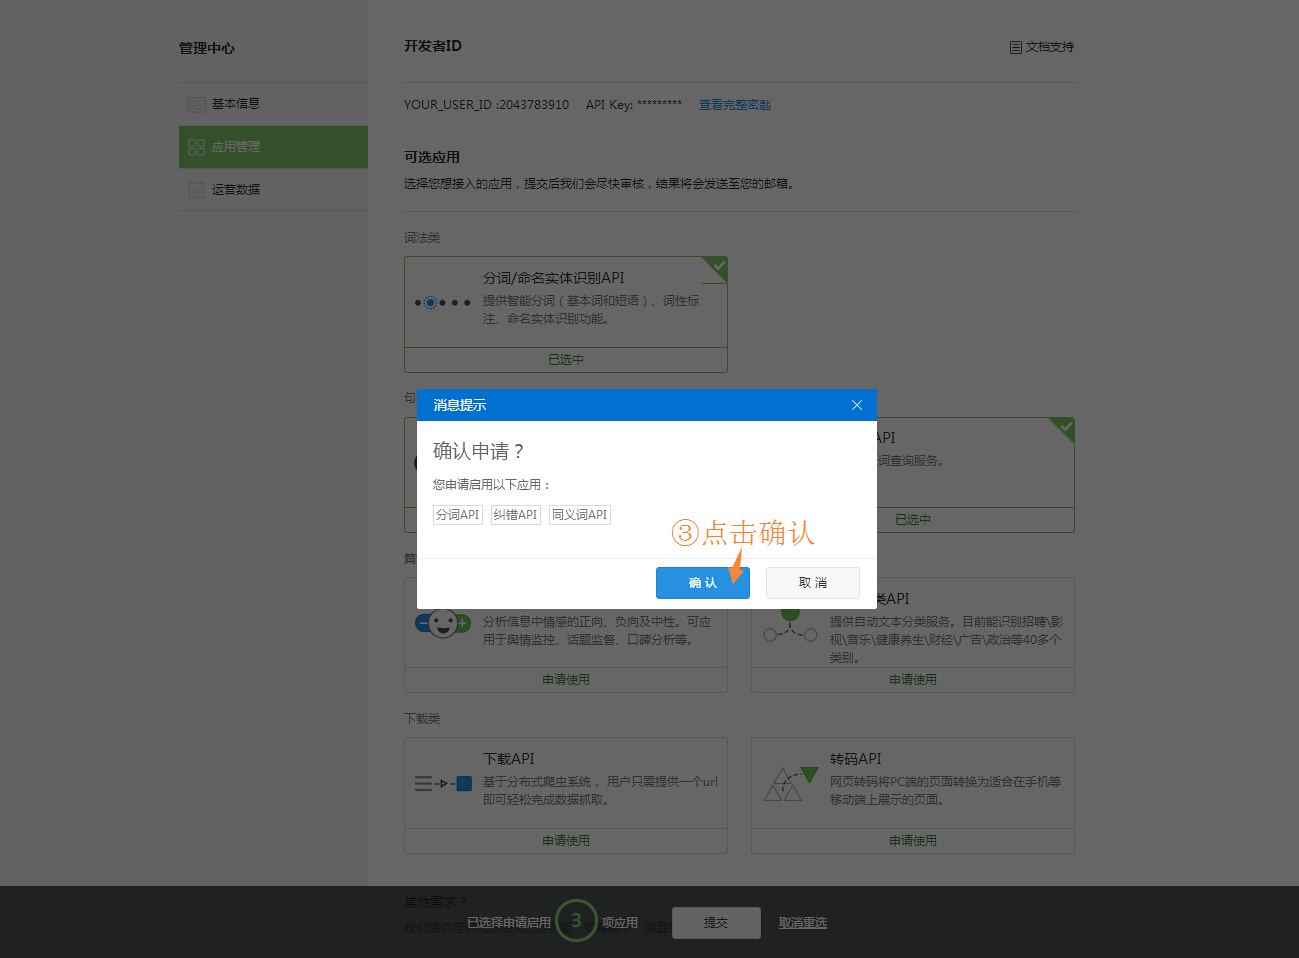 管理中心
基本信息
应用管理
运营数据
开发者ID
文档支持
YOUR_USER_ID :2043783910 API Key: ********* 查看完整密匙
可选应用
选择您想接入的应用，提交后我们会尽快审核，结果将会发送至您的邮箱。
词法类
分词/命名实体识别API
提供智能分词（基本词和短语）、词性标
注、命名实体识别功能。
已选中
句
API
词查询服务。
已选中
消息提示
确认申请？
您申请启用以下应用：
分词API 纠错API 同义词API
③点击确认
确 认
取 消
篇
分析信息中情感的正向、负向及中性。可应
用于舆情监控、话题监督、口碑分析等。
申请使用
类API
提供自动文本分类服务。目前能识别招聘\影
视\音乐\健康养生\财经\广告\政治等40多个
类别。
申请使用
下载类
下载API
基于分布式爬虫系统， 用户只需提供一个url
即可轻松完成数据抓取。
申请使用
转码API
网页转码将PC端的页面转换为适合在手机等
移动端上展示的页面。
申请使用
其他需求？
已选择申请启用 3 项应用
提交
取消重选